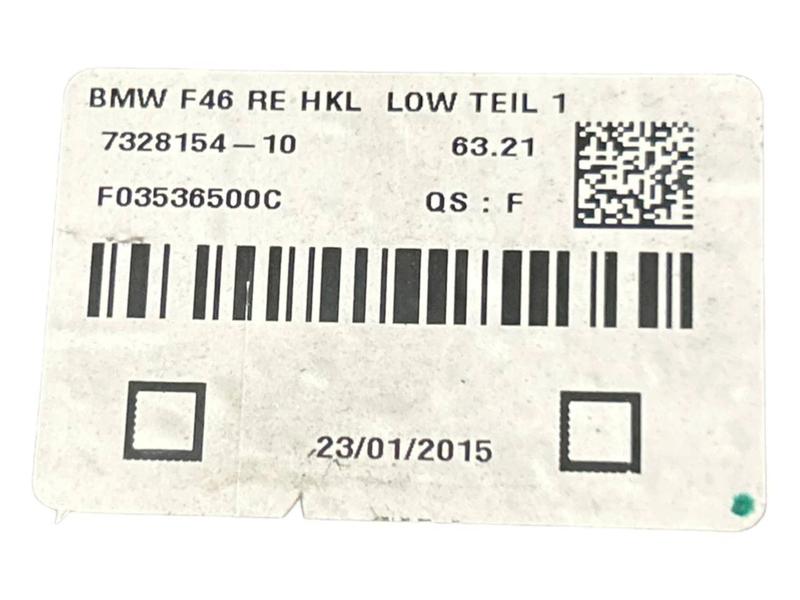 BMW F46 RE HKL LOW TEIL 1
7328154-10 63.21
F03536500C QS : F
23/01/2015